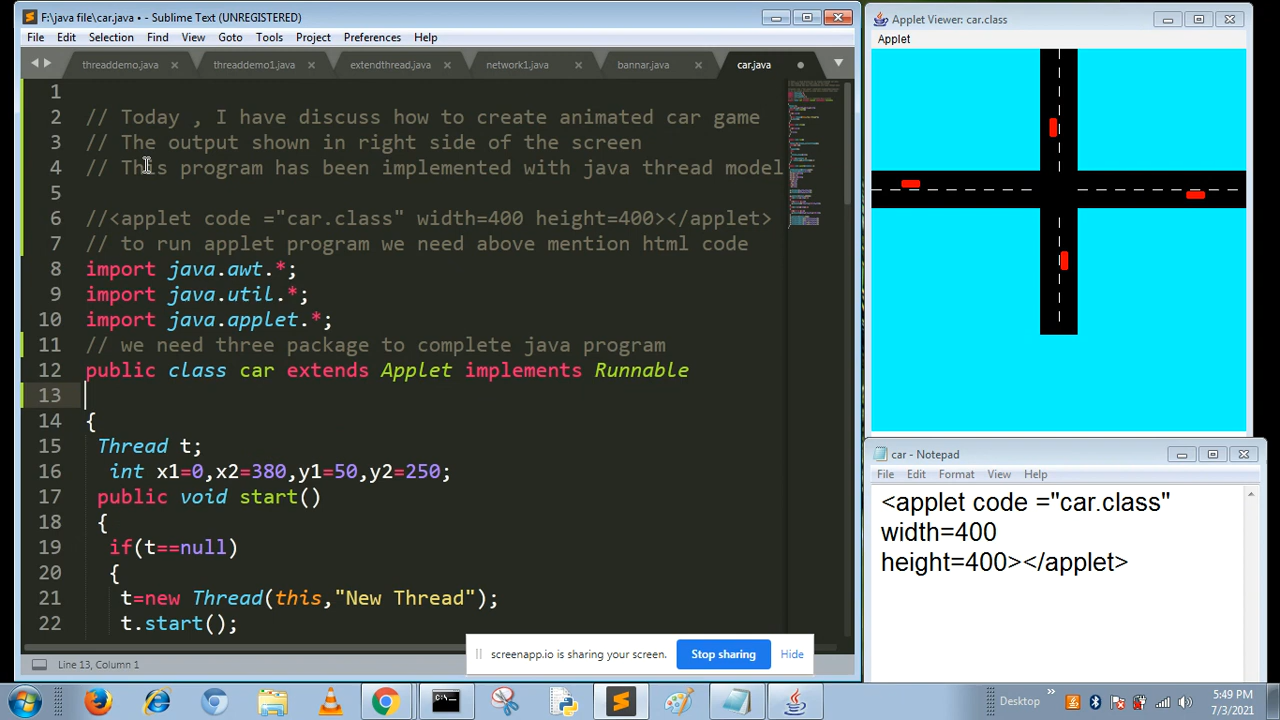 F:\java file\car.java • - Sublime Text (UNREGISTERED)
File Edit Selection Find View Goto Tools Project Preferences Help
threaddemo.java threaddemo1.java extendthread.java network1.java bannar.java car.java
1
2 Today , I have discuss how to create animated car game
3 The output shown in right side of the screen
4 This program has been implemented with java thread model
5
6 <applet code ="car.class" width=400 height=400></applet>
7 // to run applet program we need above mention html code
8 import java.awt.*;
9 import java.util.*;
10 import java.applet.*;
11 // we need three package to complete java program
12 public class car extends Applet implements Runnable
13
14 {
15 Thread t;
16 int x1=0,x2=380,y1=50,y2=250;
17 public void start()
18 {
19 if(t==null)
20 {
21 t=new Thread(this,"New Thread");
22 t.start();
Line 13, Column 1
screenapp.io is sharing your screen. Stop sharing Hide
Applet Viewer: car.class
Applet
car - Notepad
File Edit Format View Help
<applet code ="car.class"
width=400
height=400></applet>
Desktop
5:49 PM
7/3/2021